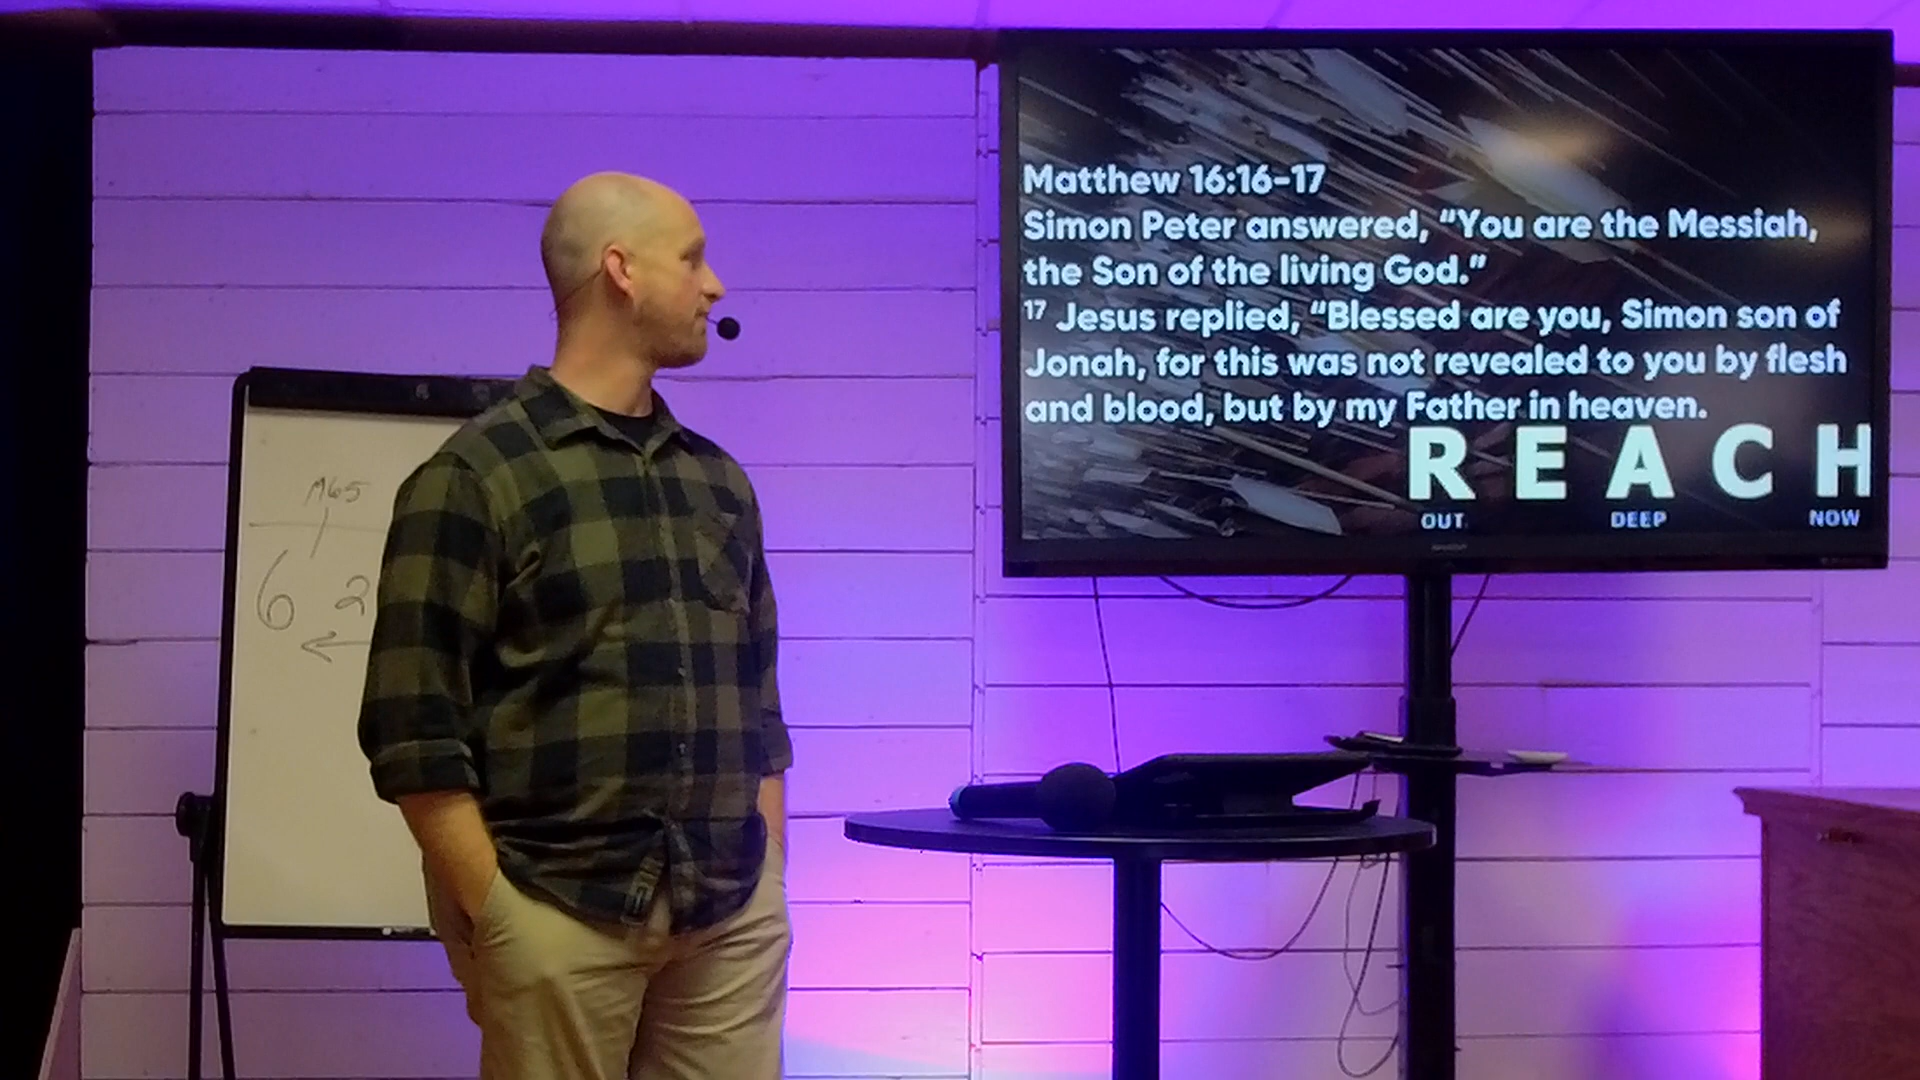 Matthew 16:16-17
Simon Peter answered, “You are the Messiah,
the Son of the living God.”
17 Jesus replied, “Blessed are you, Simon son of
Jonah, for this was not revealed to you by flesh
and blood, but by my Father in heaven.
REACH
OUT DEEP NOW
6 2